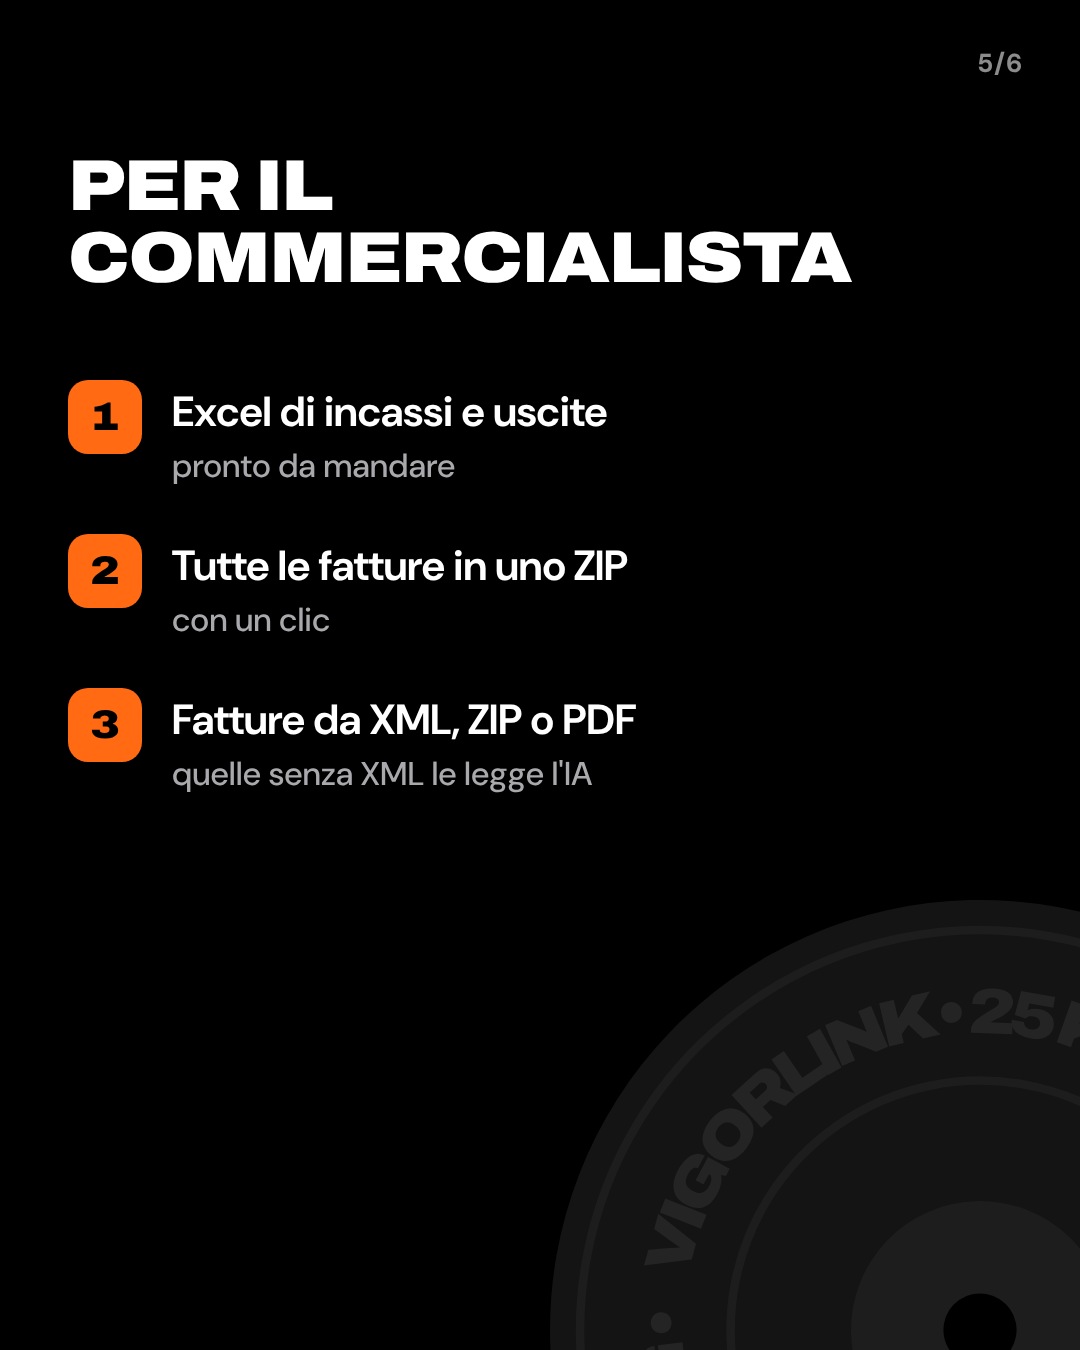 5/6
PER IL
COMMERCIALISTA
1
Excel di incassi e uscite
pronto da mandare
2
Tutte le fatture in uno ZIP
con un clic
3
Fatture da XML, ZIP o PDF
quelle senza XML le legge l'IA
VIGORLINK • 25